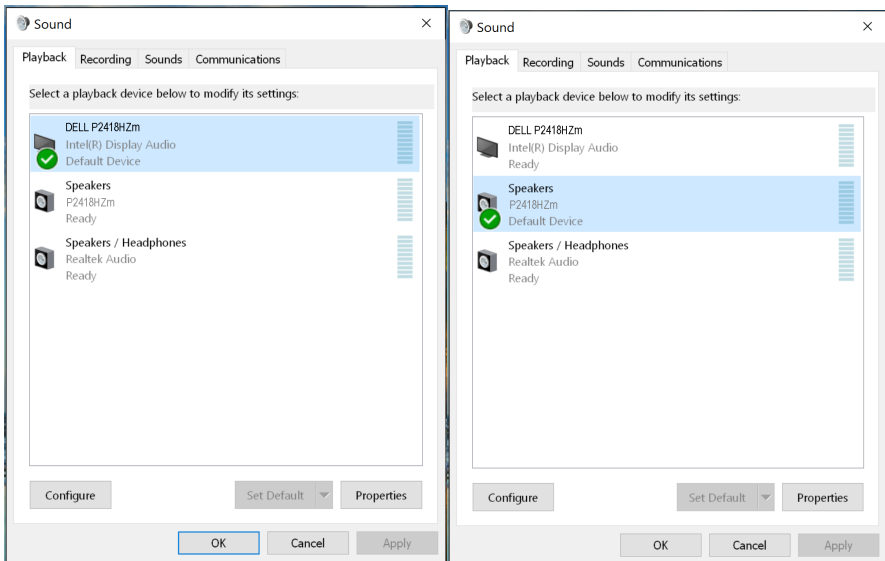 Sound
Playback Recording Sounds Communications
Select a playback device below to modify its settings:
DELL P2418HZm
Intel(R) Display Audio
Default Device
Speakers
P2418HZm
Ready
Speakers / Headphones
Realtek Audio
Ready
Configure Set Default Properties
OK Cancel Apply
Sound
Playback Recording Sounds Communications
Select a playback device below to modify its settings:
DELL P2418HZm
Intel(R) Display Audio
Ready
Speakers
P2418HZm
Default Device
Speakers / Headphones
Realtek Audio
Ready
Configure Set Default Properties
OK Cancel Apply